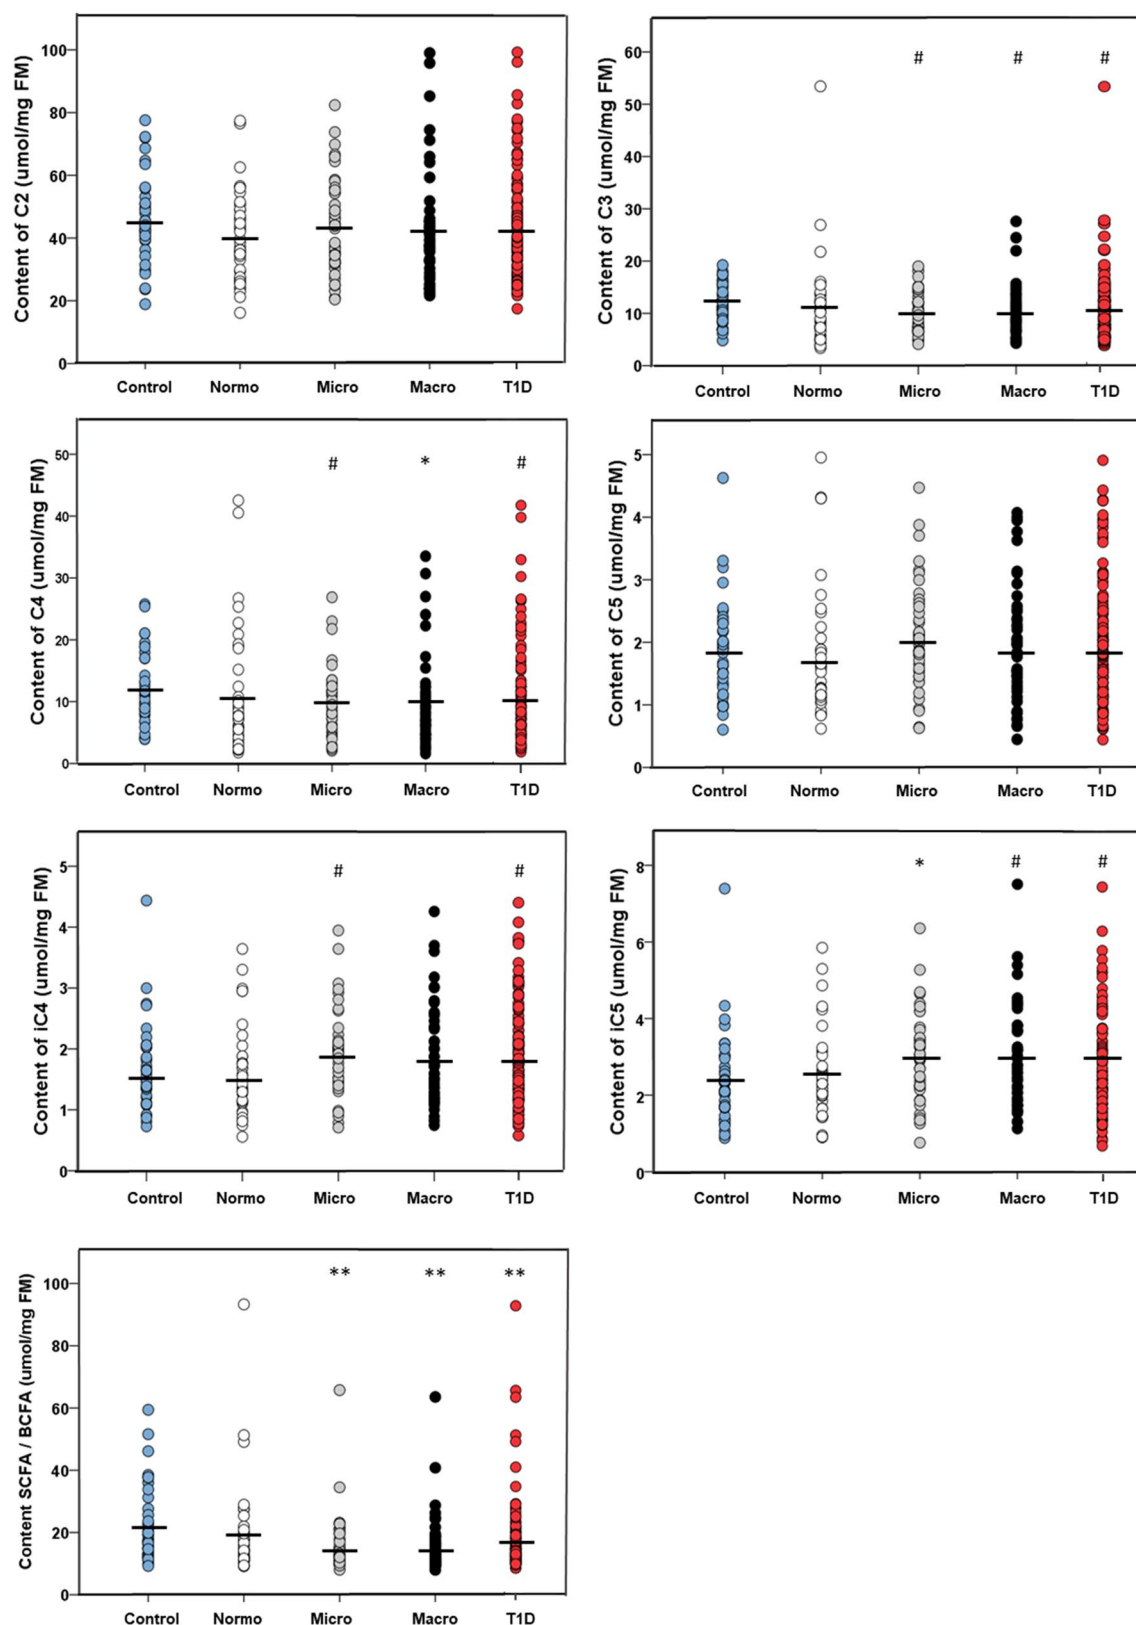 Content of C2 (umol/mg FM)
100
80
60
40
20
0
Control Normo Micro Macro T1D
Content of C3 (umol/mg FM)
# # #
60
50
40
30
20
10
0
Control Normo Micro Macro T1D
Content of C4 (umol/mg FM)
# * #
50
40
30
20
10
0
Control Normo Micro Macro T1D
Content of C5 (umol/mg FM)
5
4
3
2
1
0
Control Normo Micro Macro T1D
Content of iC4 (umol/mg FM)
# #
5
4
3
2
1
0
Control Normo Micro Macro T1D
Content of iC5 (umol/mg FM)
* # #
8
6
4
2
0
Control Normo Micro Macro T1D
Content SCFA / BCFA (umol/mg FM)
** ** **
100
80
60
40
20
0
Control Normo Micro Macro T1D